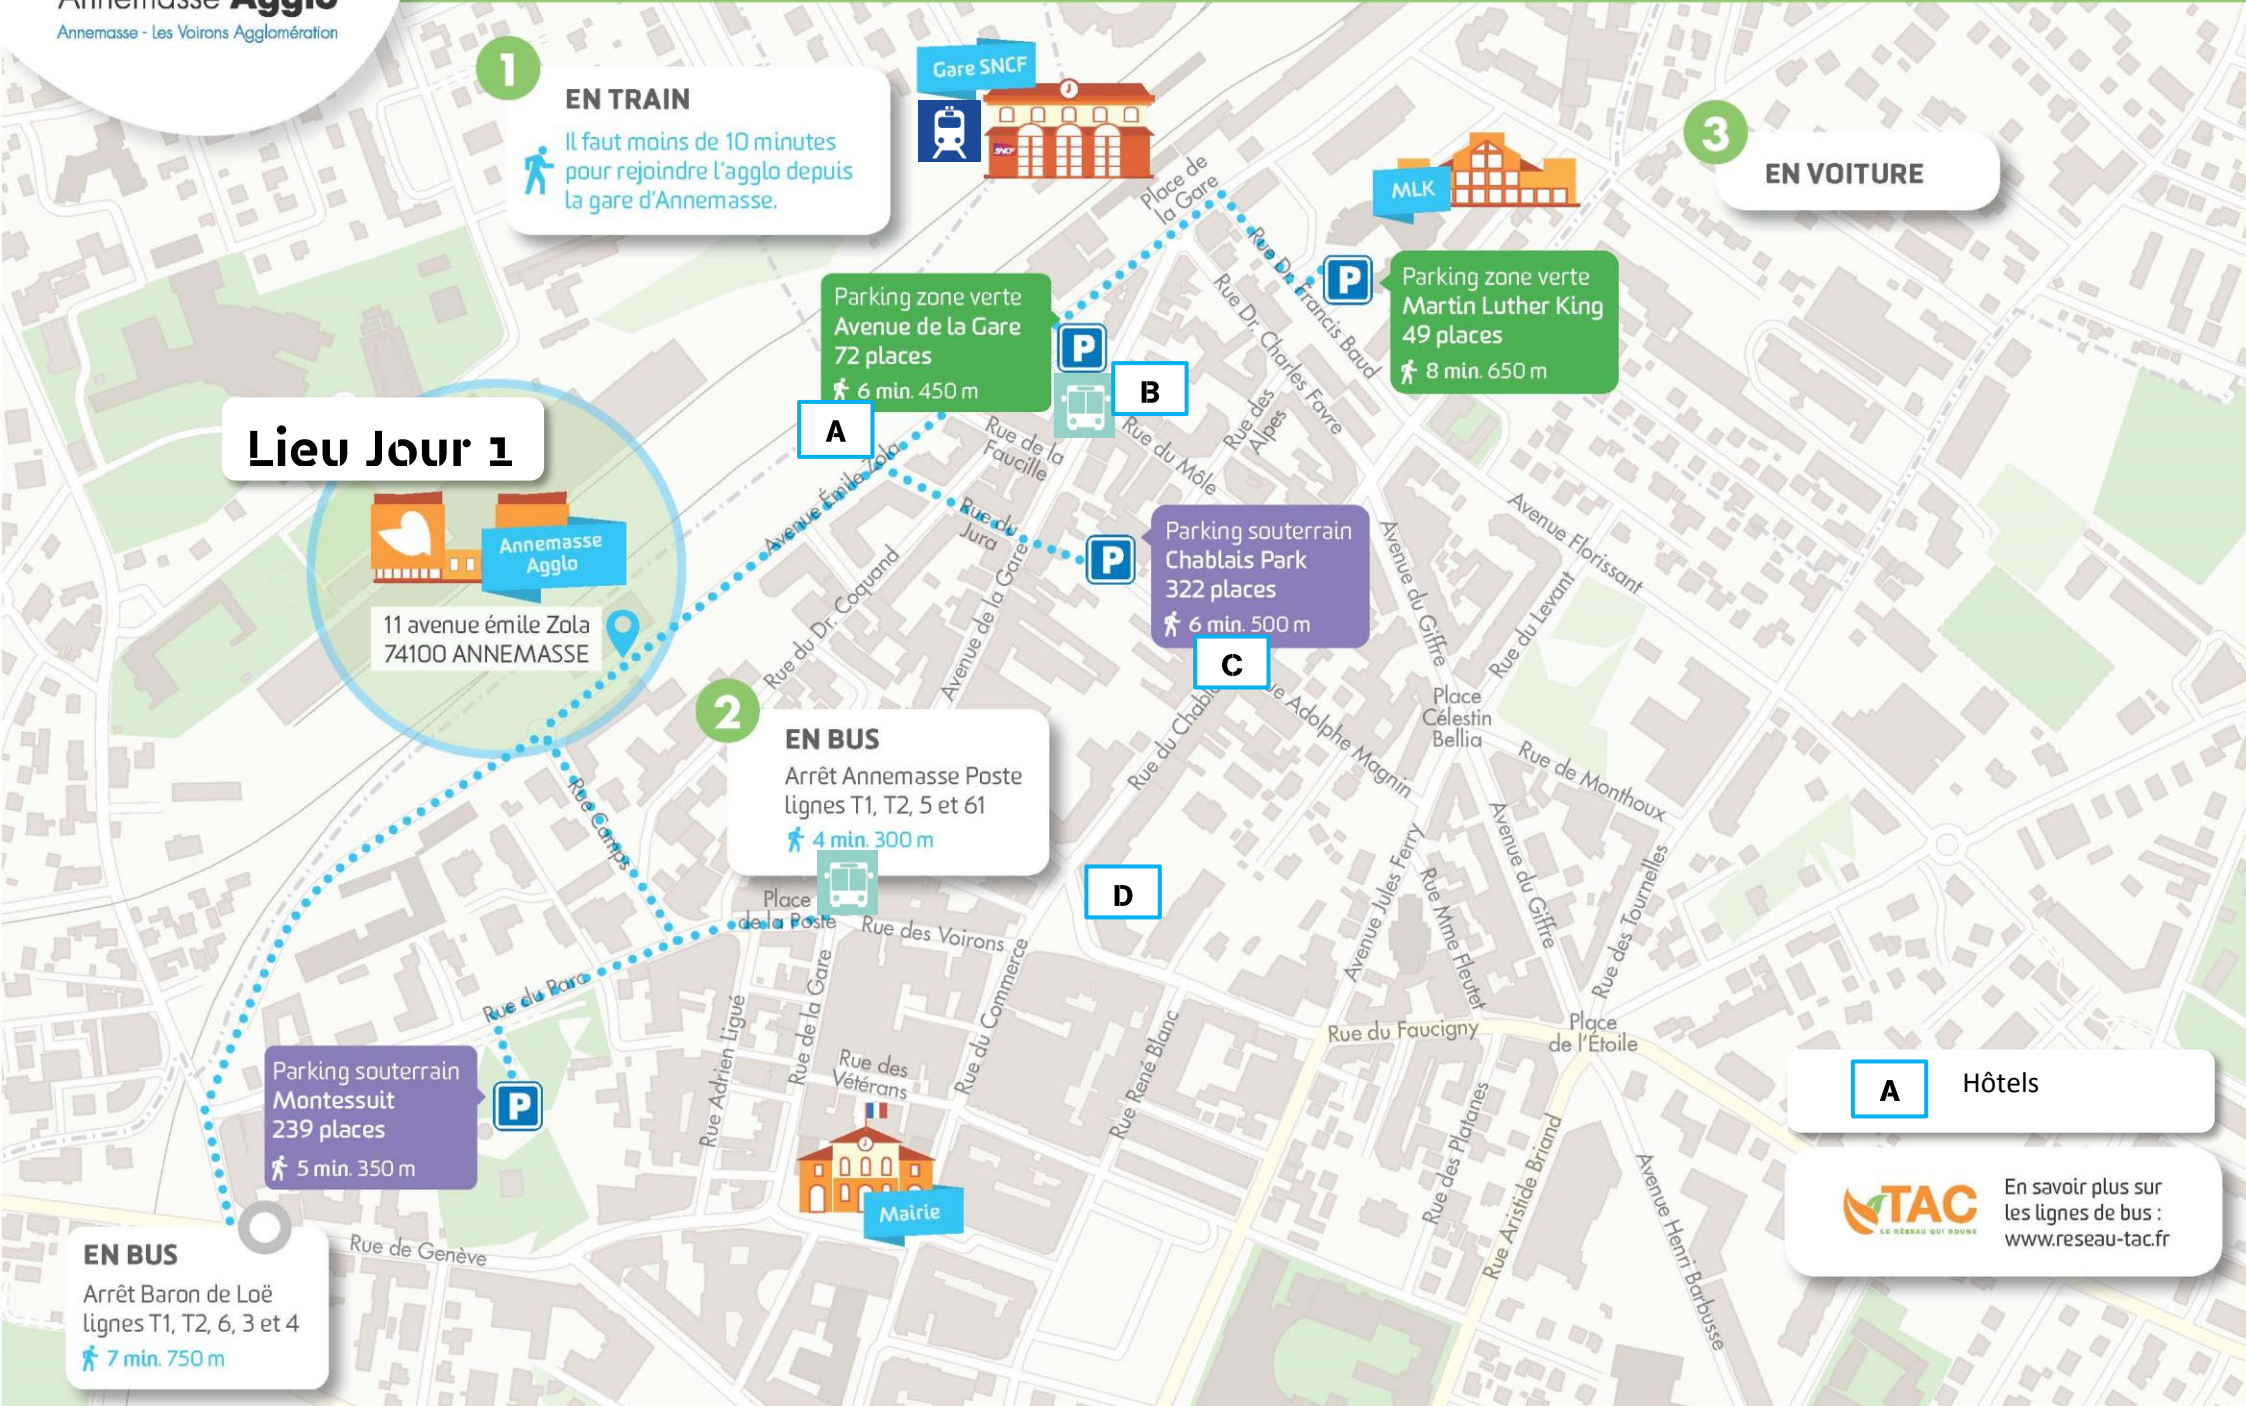 Annemasse Agglo
Annemasse - Les Voirons Agglomération
1
EN TRAIN
Il faut moins de 10 minutes
pour rejoindre l'agglo depuis
la gare d'Annemasse.
Gare SNCF
SNCF
Place de
la Gare
MLK
3
EN VOITURE
Rue Dr. Francis Baud
P
Parking zone verte
Martin Luther King
49 places
8 min. 650 m
Parking zone verte
Avenue de la Gare
72 places
6 min. 450 m
P
B
A
Rue Dr. Charles Favre
Rue des
Alpes
Rue du Môle
Rue de la
Faucille
Avenue Émile Zola
Rue du
Jura
Lieu Jour 1
Annemasse
Agglo
11 avenue émile Zola
74100 ANNEMASSE
P
Parking souterrain
Chablais Park
322 places
6 min. 500 m
C
Avenue Florissant
Avenue du Giffre
Rue du Levant
Rue du Dr. Coquand
Avenue de la Gare
2
EN BUS
Arrêt Annemasse Poste
lignes T1, T2, 5 et 61
4 min. 300 m
Place
Célestin
Bellia
Rue du Chabl
ue Adolphe Magnin
Rue de Monthoux
Rue Camps
Avenue du Giffre
Avenue Jules Ferry
Rue Mme Fleutet
Rue des Tournelles
D
Place
de la Poste
Rue des Voirons
Rue du Parc
Rue du Commerce
Rue de la Gare
Rue Adrien Ligué
Rue René Blanc
Rue du Faucigny
Place
de l'Étoile
Rue des
Vétérans
Parking souterrain
Montessuit
239 places
5 min. 350 m
P
Mairie
Rue des Platanes
Rue Aristide Briand
Avenue Henri Barbusse
A
Hôtels
TAC
LE RÉSEAU QUI BOUGE
En savoir plus sur
les lignes de bus :
www.reseau-tac.fr
Rue de Genève
EN BUS
Arrêt Baron de Loë
lignes T1, T2, 6, 3 et 4
7 min. 750 m